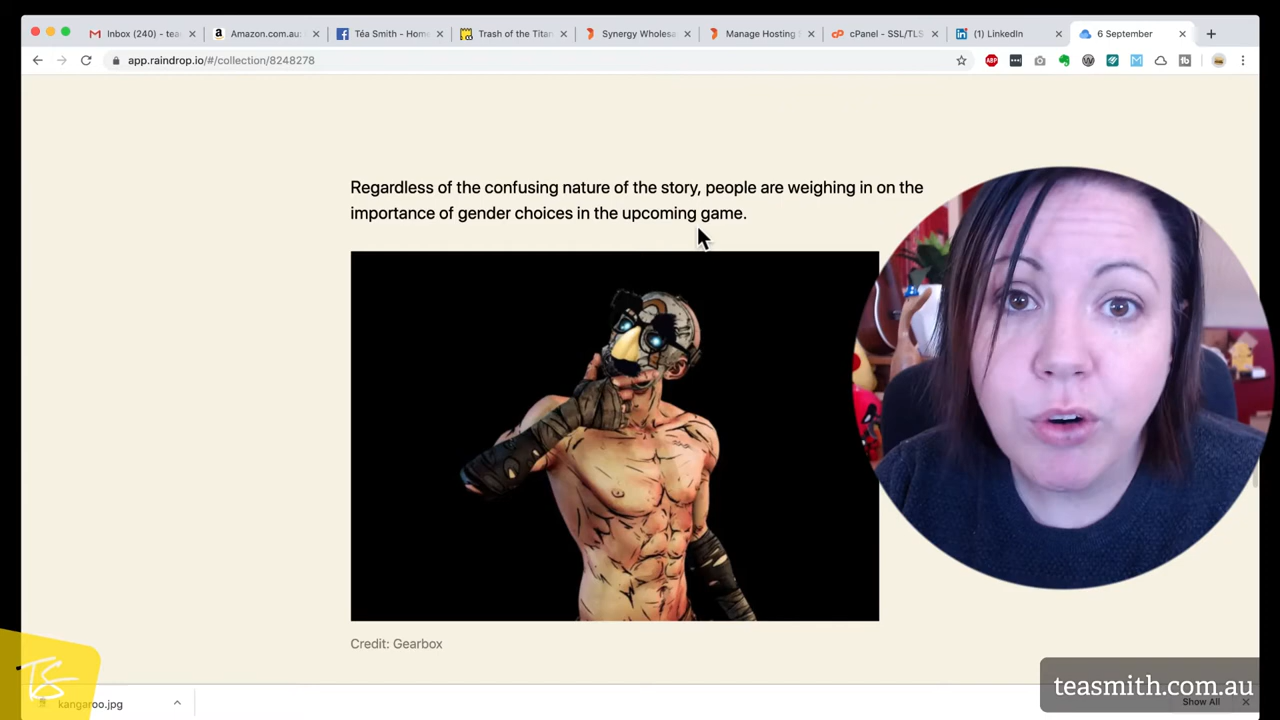 Inbox (240) - tea
Amazon.com.au:
Téa Smith - Home
Trash of the Titan
Synergy Wholesa
Manage Hosting S
cPanel - SSL/TLS
(1) LinkedIn
6 September
app.raindrop.io/#/collection/8248278
Regardless of the confusing nature of the story, people are weighing in on the
importance of gender choices in the upcoming game.
Credit: Gearbox
TS
kangaroo.jpg
teasmith.com.au
Show All